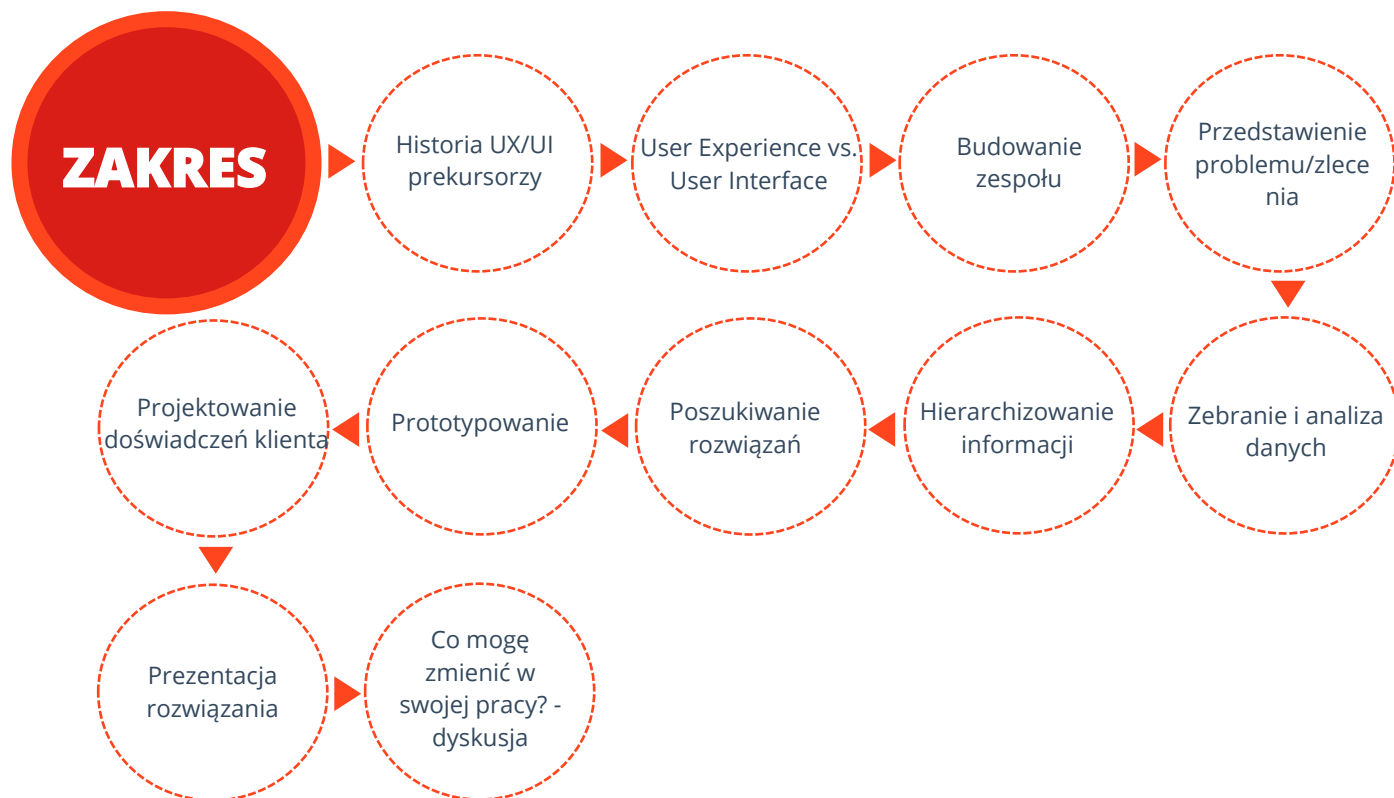 ZAKRES
Historia UX/UI
prekursorzy
User Experience vs.
User Interface
Budowanie
zespołu
Przedstawienie
problemu/zlece
nia
Zebranie i analiza
danych
Hierarchizowanie
informacji
Poszukiwanie
rozwiązań
Prototypowanie
Projektowanie
doświadczeń klienta
Prezentacja
rozwiązania
Co mogę
zmienić w
swojej pracy? -
dyskusja